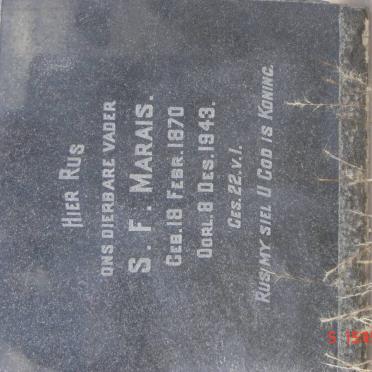 HIER RUS
ONS DIERBARE VADER
S. F. MARAIS.
GEB. 18 FEBR. 1870
OORL. 8 DES. 1943.
GES. 22. V. 1.
RUS MY SIEL U GOD IS KONING.